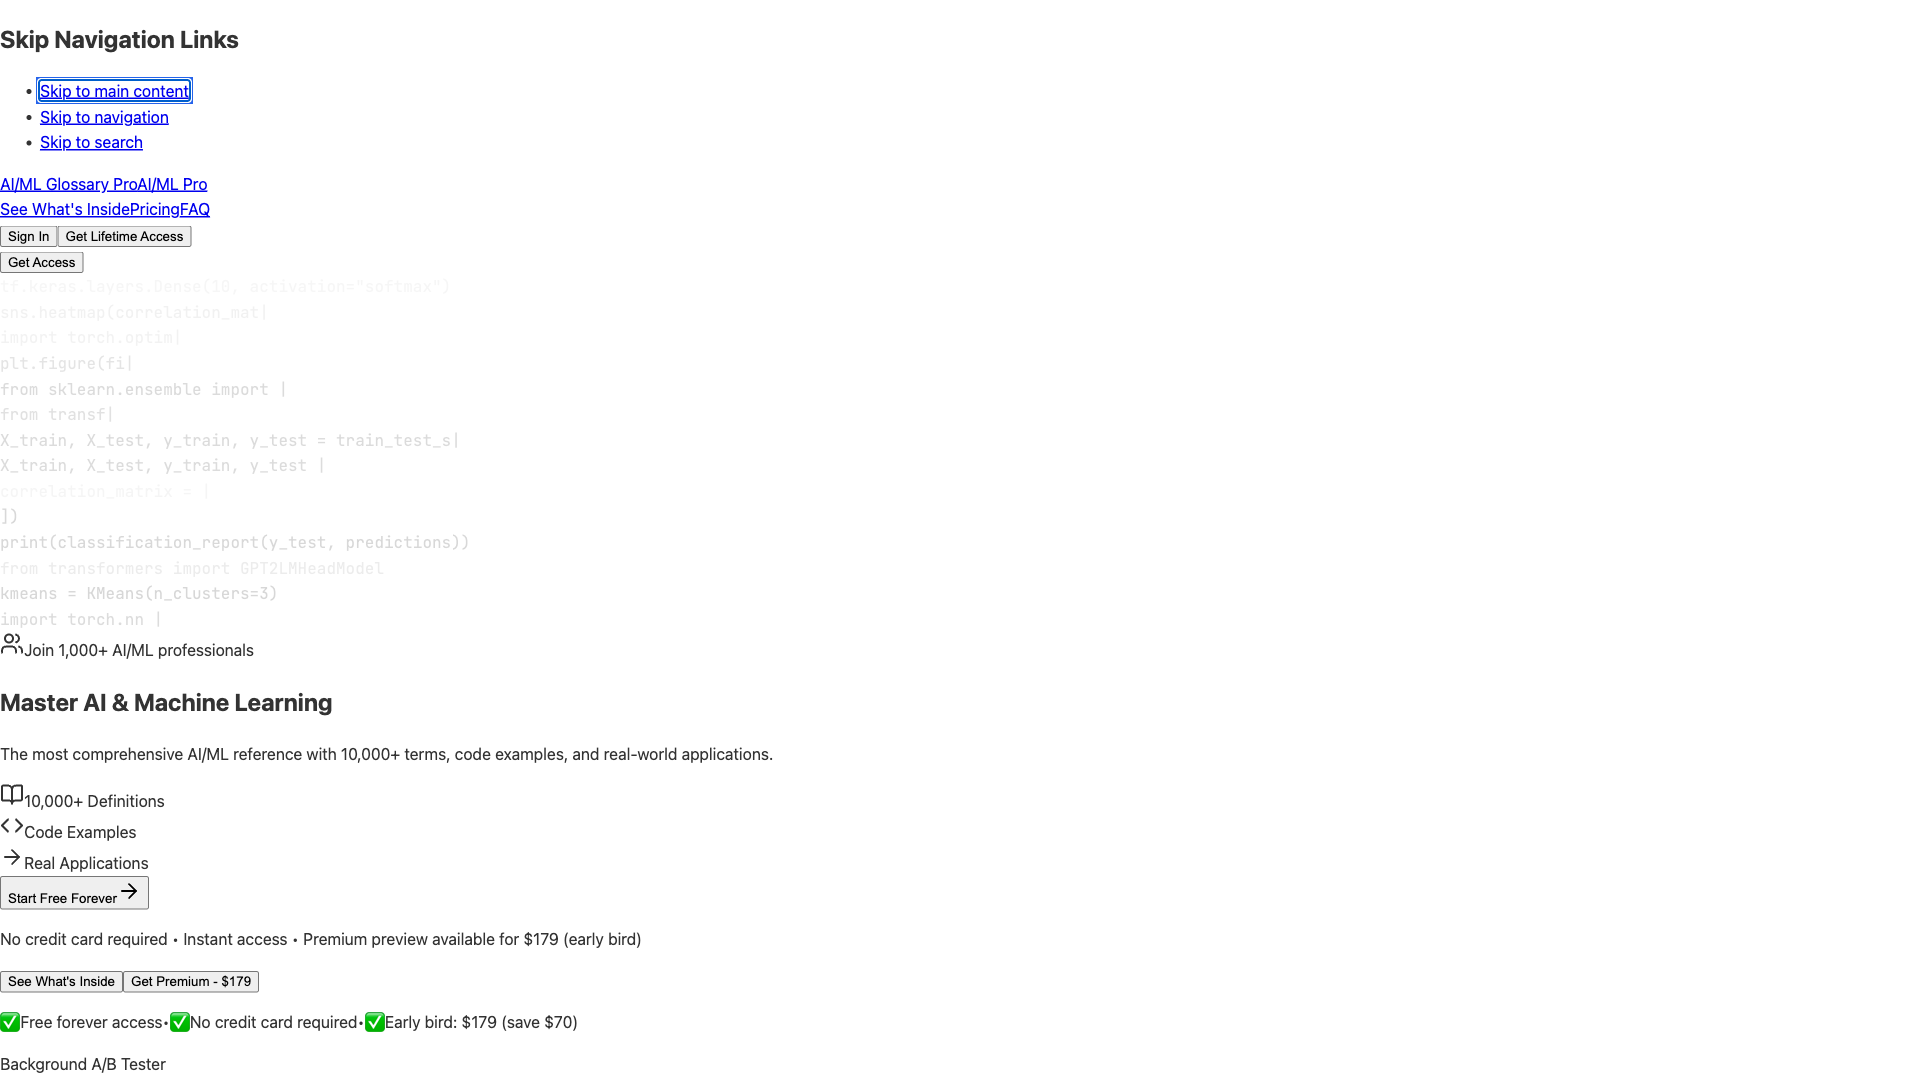 Skip Navigation Links
• Skip to main content
• Skip to navigation
• Skip to search
AI/ML Glossary ProAI/ML Pro
See What's InsidePricingFAQ
Sign In Get Lifetime Access
Get Access
tf.keras.layers.Dense(10, activation="softmax")
sns.heatmap(correlation_mat|
import torch.optim|
plt.figure(fi|
from sklearn.ensemble import |
from transf|
X_train, X_test, y_train, y_test = train_test_s|
X_train, X_test, y_train, y_test |
correlation_matrix = |
])
print(classification_report(y_test, predictions))
from transformers import GPT2LMHeadModel
kmeans = KMeans(n_clusters=3)
import torch.nn |
Join 1,000+ AI/ML professionals
Master AI & Machine Learning
The most comprehensive AI/ML reference with 10,000+ terms, code examples, and real-world applications.
10,000+ Definitions
Code Examples
Real Applications
Start Free Forever
No credit card required • Instant access • Premium preview available for $179 (early bird)
See What's Inside Get Premium - $179
✅Free forever access•✅No credit card required•✅Early bird: $179 (save $70)
Background A/B Tester